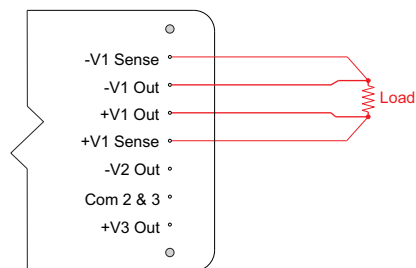 -V1 Sense
-V1 Out
+V1 Out
+V1 Sense
-V2 Out
Com 2 & 3
+V3 Out
Load